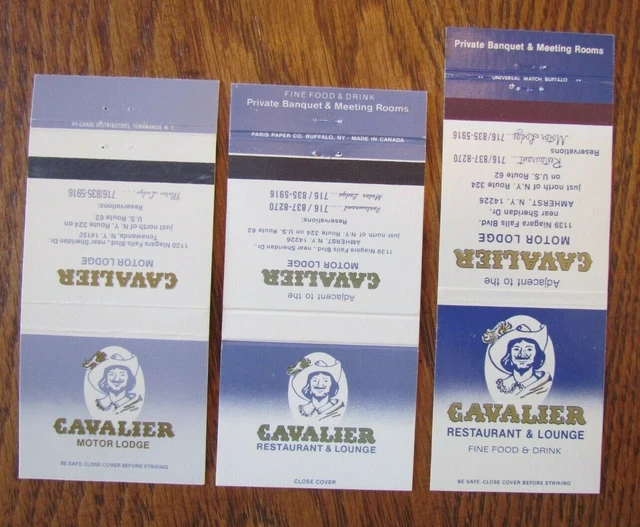 HI-LANDS DISTRIBUTORS, TONAWANDA, N.Y.
Motor Lodge .... 716/835-5916
Reservations:
U.S. Route 62
just north of N.Y. Route 324 on
Tonawanda, N.Y. 14150
1120 Niagara Falls Blvd., near Sheridan Dr.,
MOTOR LODGE
CAVALIER
CAVALIER
MOTOR LODGE
BE SAFE-CLOSE COVER BEFORE STRIKING
FINE FOOD & DRINK
Private Banquet & Meeting Rooms
PARIS PAPER CO. BUFFALO, NY - MADE IN CANADA
Motor Lodge ...... 716 / 835-5916
Restaurant ........ 716 / 837-8270
Reservations:
just north of N.Y. Route 324 on U.S. Route 62
AMHERST, N.Y. 14226
1139 Niagara Falls Blvd., near Sheridan Dr.,
MOTOR LODGE
CAVALIER
Adjacent to the
CAVALIER
RESTAURANT & LOUNGE
CLOSE COVER
Private Banquet & Meeting Rooms
UNIVERSAL MATCH, BUFFALO
Motor Lodge .... 716/835-5916
Reservations
Restaurant ...... 716/837-8270
on U.S. Route 62
just north of N.Y. Route 324
AMHERST, N.Y. 14226
near Sheridan Dr.
1139 Niagara Falls Blvd.
MOTOR LODGE
CAVALIER
Adjacent to the
CAVALIER
RESTAURANT & LOUNGE
FINE FOOD & DRINK
BE SAFE-CLOSE COVER BEFORE STRIKING